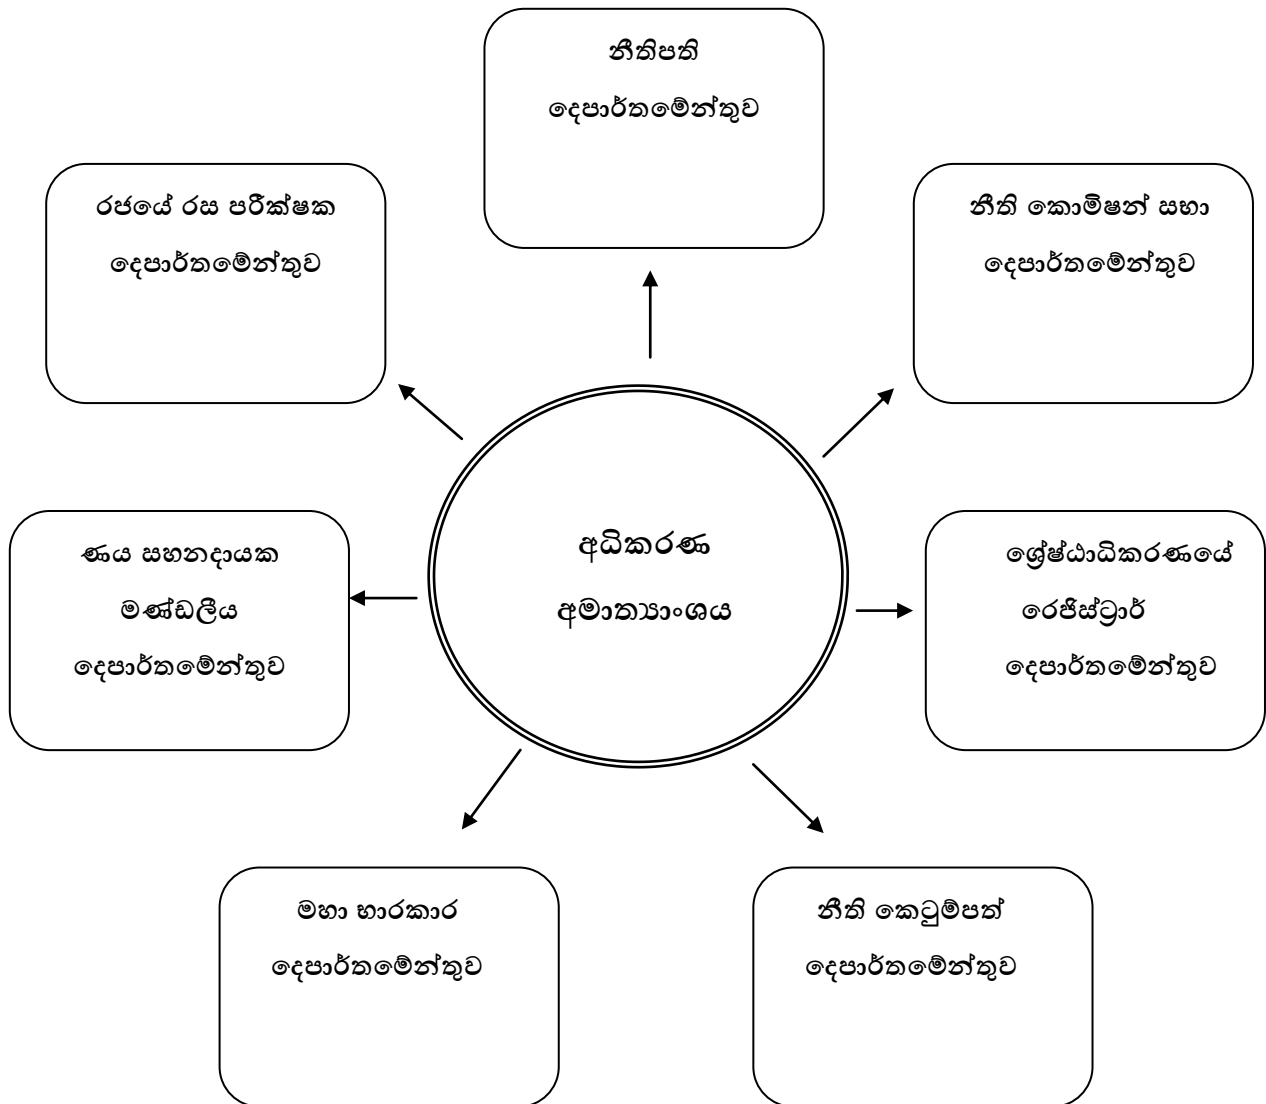 නීතිපති
දෙපාර්තමේන්තුව
රජයේ රස පරීක්ෂක
දෙපාර්තමේන්තුව
නීති කොමිෂන් සභා
දෙපාර්තමේන්තුව
අධිකරණ
අමාත්‍යාංශය
ණය සහනදායක
මණ්ඩලීය
දෙපාර්තමේන්තුව
ශ්‍රේෂ්ඨාධිකරණයේ
රෙජිස්ට්‍රාර්
දෙපාර්තමේන්තුව
මහා භාරකාර
දෙපාර්තමේන්තුව
නීති කෙටුම්පත්
දෙපාර්තමේන්තුව